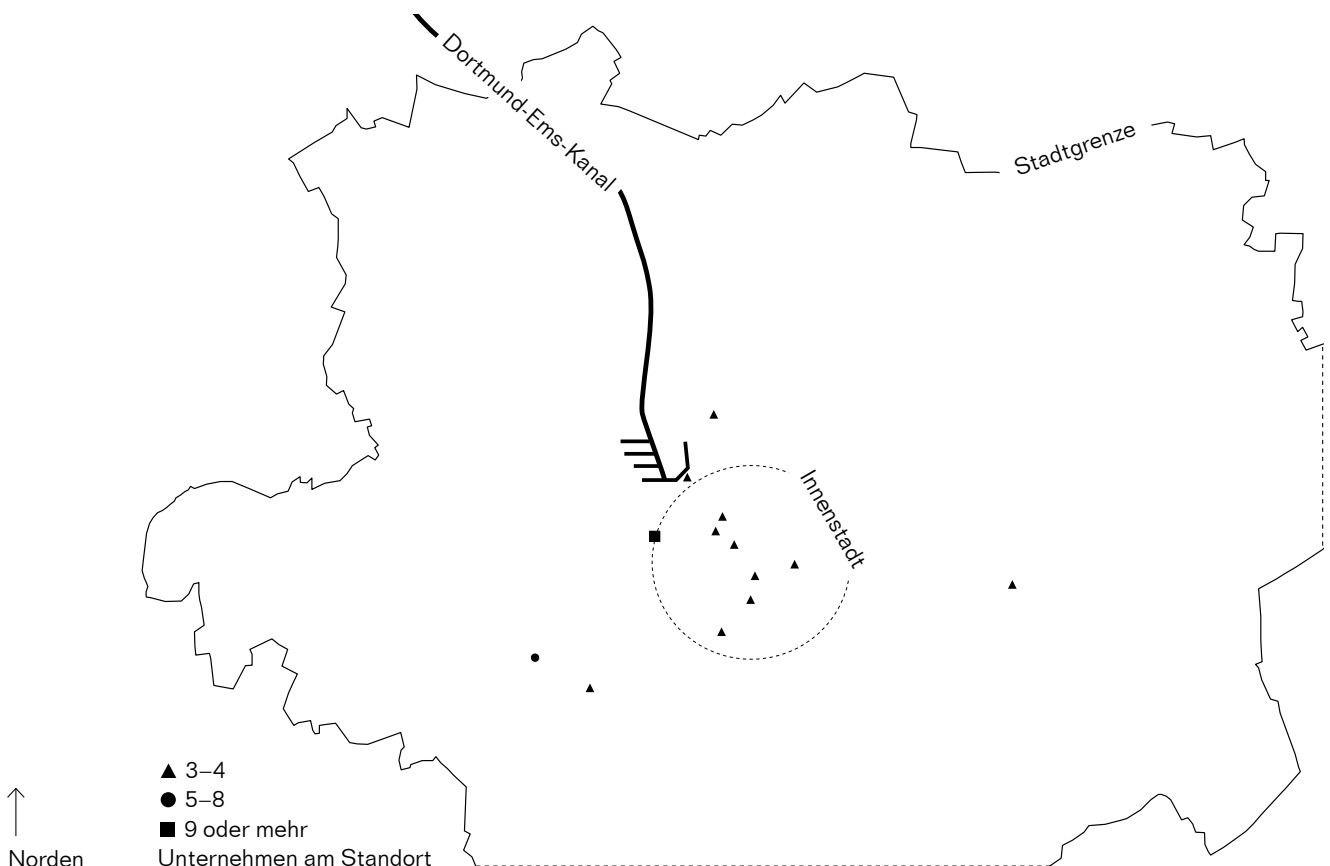 Dortmund-Ems-Kanal
Stadtgrenze
Innenstadt
3–4
5–8
9 oder mehr
Unternehmen am Standort
Norden